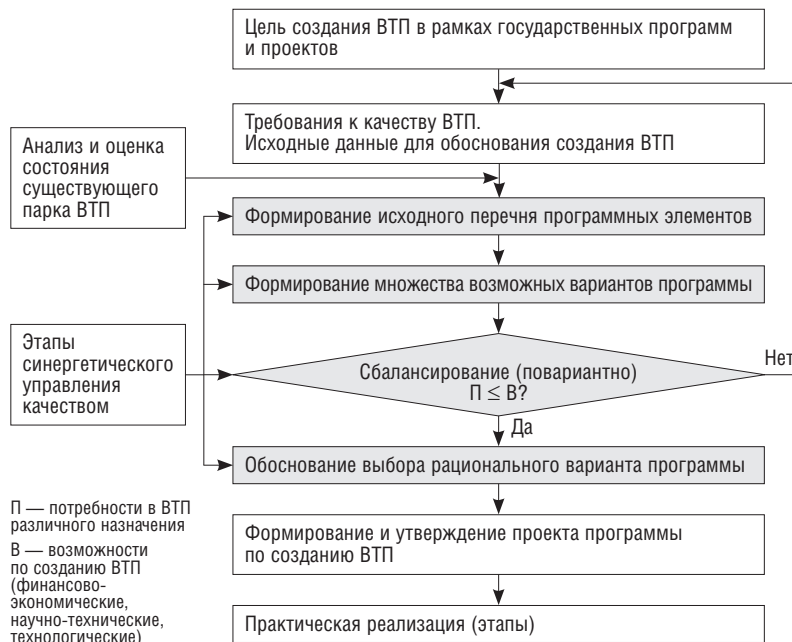 Цель создания ВТП в рамках государственных программ
и проектов
Требования к качеству ВТП.
Исходные данные для обоснования создания ВТП
Анализ и оценка
состояния
существующего
парка ВТП
Формирование исходного перечня программных элементов
Формирование множества возможных вариантов программы
Этапы
синергетического
управления
качеством
Сбалансирование (повариантно)
П ≤ В?
Нет
Да
Обоснование выбора рационального варианта программы
П — потребности в ВТП
различного назначения
В — возможности
по созданию ВТП
(финансово-
экономические,
научно-технические,
технологические)
Формирование и утверждение проекта программы
по созданию ВТП
Практическая реализация (этапы)